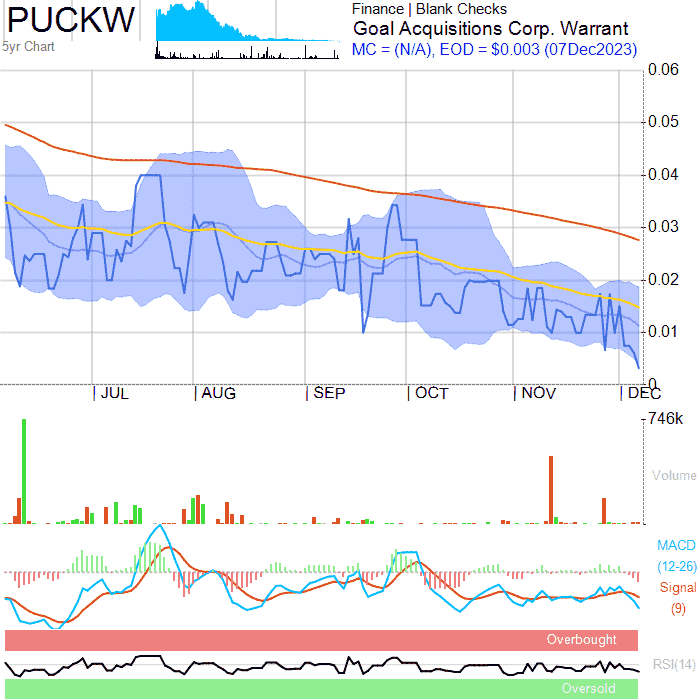 PUCKW
5yr Chart
Finance | Blank Checks
Goal Acquisitions Corp. Warrant
MC = (N/A), EOD = $0.003 (07Dec2023)
0.06
0.05
0.04
0.03
0.02
0.01
0
JUL AUG SEP OCT NOV DEC
746k
Volume
MACD
(12-26)
Signal
(9)
Overbought
RSI(14)
Oversold